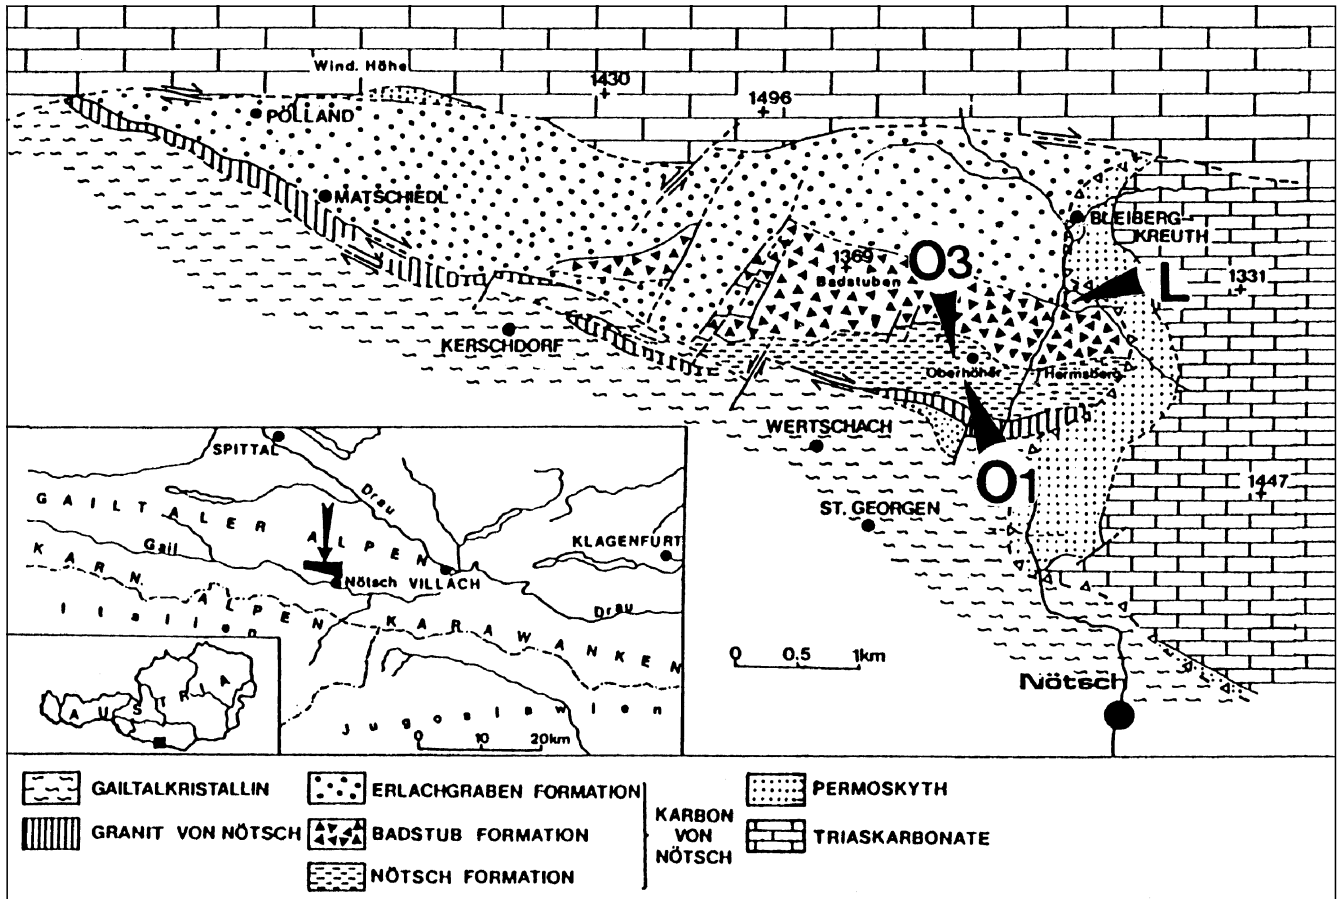 Wind. Höhe
1430
1496
PÖLLAND
MATSCHIEDL
BLEIBERG-
KREUTH
O3
1369
Badstuben
L
1331
KERSCHDORF
Oberhöher
Hermsberg
WERTSCHACH
O1
1447
ST. GEORGEN
SPITTAL
Drau
GAILTALER ALPEN
KLAGENFURT
Gail
Nötsch VILLACH
KARN. ALPEN
Drau
Italien
KARAWANKEN
0 0.5 1km
Nötsch
AUSTRIA
Jugoslawien
0 10 20km
GAILTALKRISTALLIN
GRANIT VON NÖTSCH
ERLACHGRABEN FORMATION
BADSTUB FORMATION
NÖTSCH FORMATION
KARBON
VON
NÖTSCH
PERMOSKYTH
TRIASKARBONATE